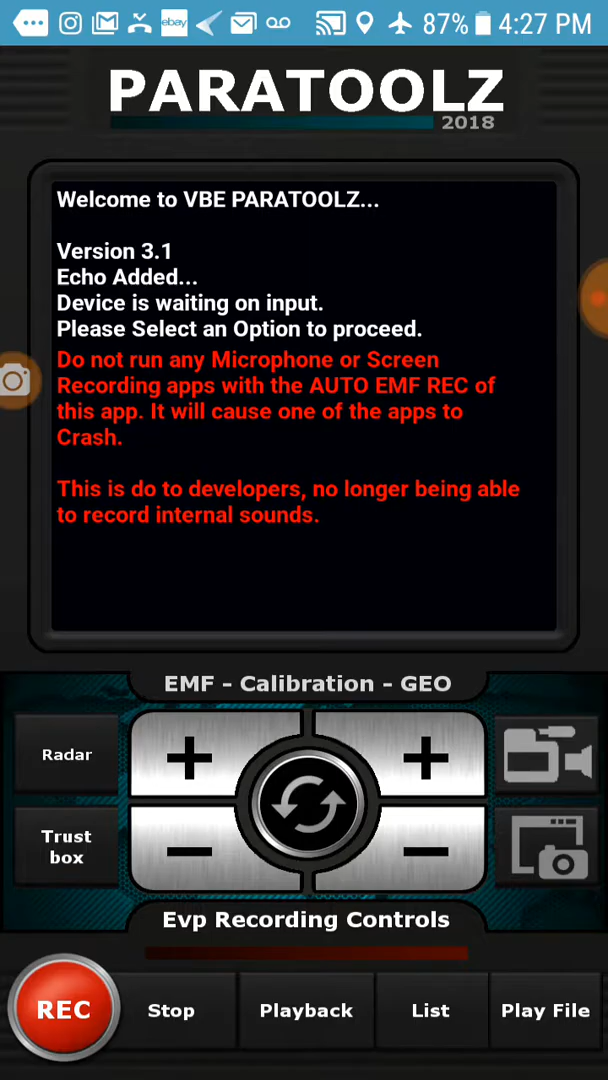 ebay 87% 4:27 PM
PARATOOLZ
2018
Welcome to VBE PARATOOLZ...
Version 3.1
Echo Added...
Device is waiting on input.
Please Select an Option to proceed.
Do not run any Microphone or Screen
Recording apps with the AUTO EMF REC of
this app. It will cause one of the apps to
Crash.
This is do to developers, no longer being able
to record internal sounds.
EMF - Calibration - GEO
Radar
+ +
Trust
box
- -
Evp Recording Controls
REC Stop Playback List Play File